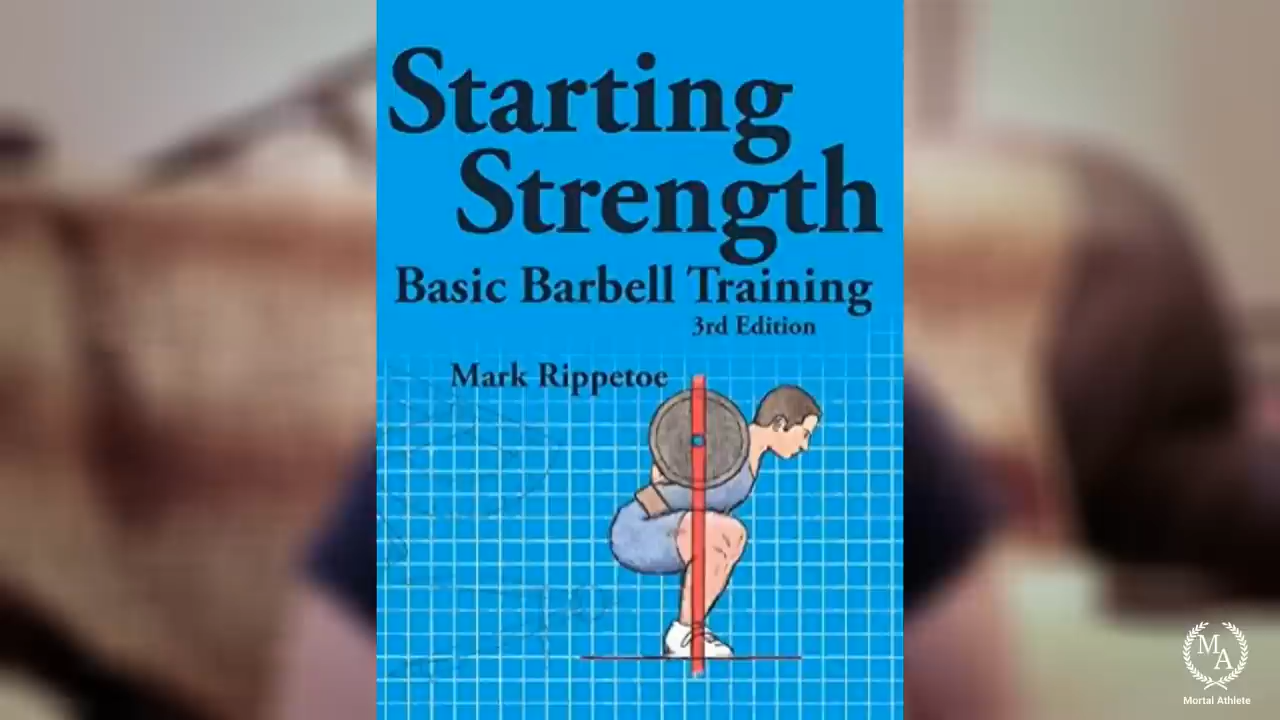 Starting
Strength
Basic Barbell Training
3rd Edition
Mark Rippetoe
MA
Mortal Athlete